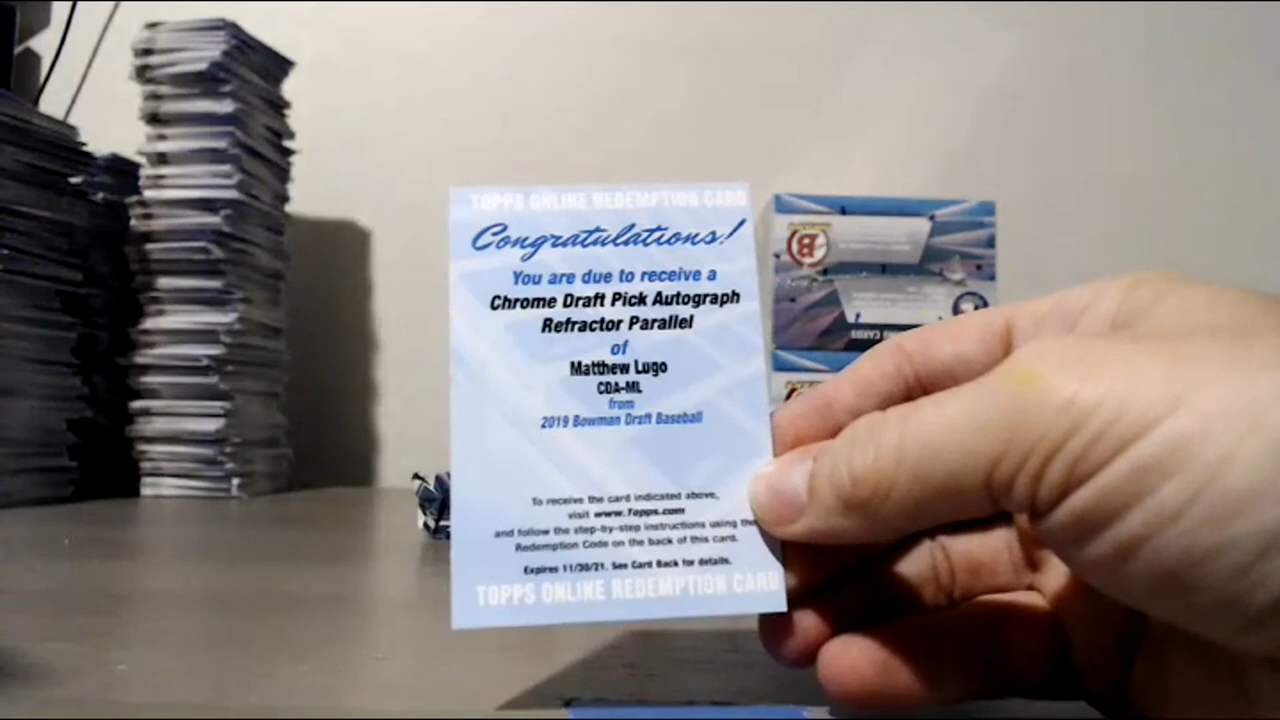 TOPPS ONLINE REDEMPTION CARD
Congratulations!
You are due to receive a
Chrome Draft Pick Autograph
Refractor Parallel
of
Matthew Lugo
CDA-ML
from
2019 Bowman Draft Baseball
To receive the card indicated above,
visit www.Topps.com
and follow the step-by-step instructions using the
Redemption Code on the back of this card.
Expires 11/30/21. See Card Back for details.
TOPPS ONLINE REDEMPTION CARD
B